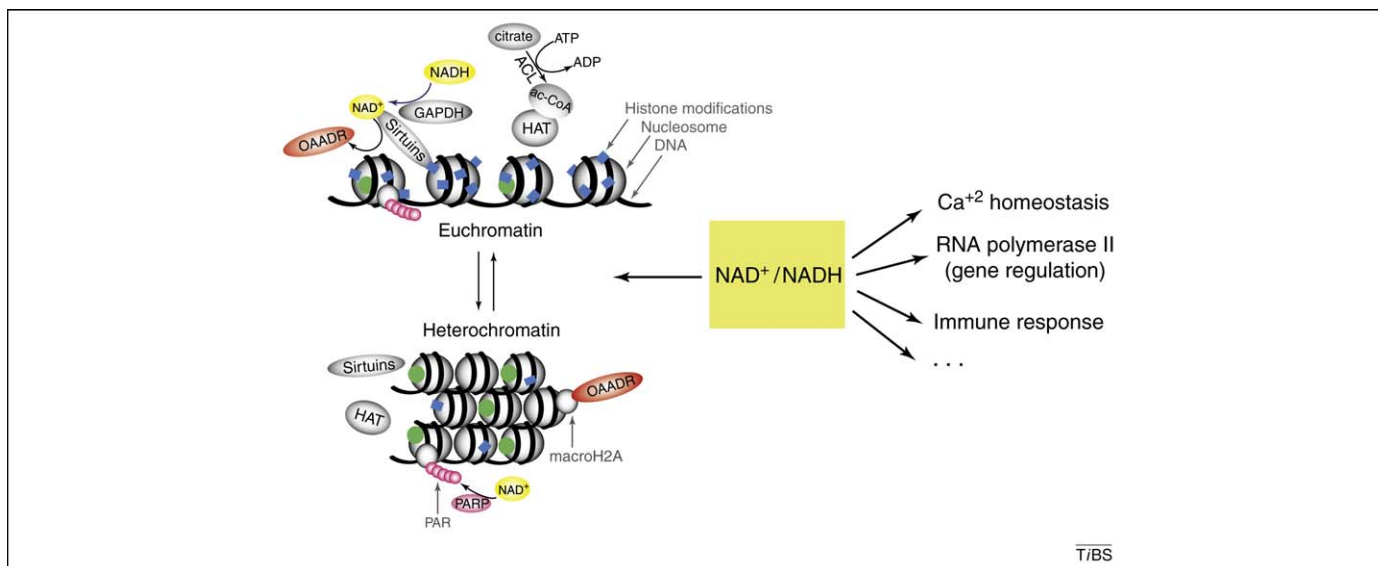 citrate
ATP
ADP
ACL
NADH
ac-CoA
NAD⁺
GAPDH
HAT
Histone modifications
Nucleosome
DNA
OAADR
Sirtuins
Euchromatin
NAD⁺/NADH
Ca⁺² homeostasis
RNA polymerase II
(gene regulation)
Immune response
. . .
Heterochromatin
Sirtuins
OAADR
HAT
macroH2A
NAD⁺
PARP
PAR
TiBS